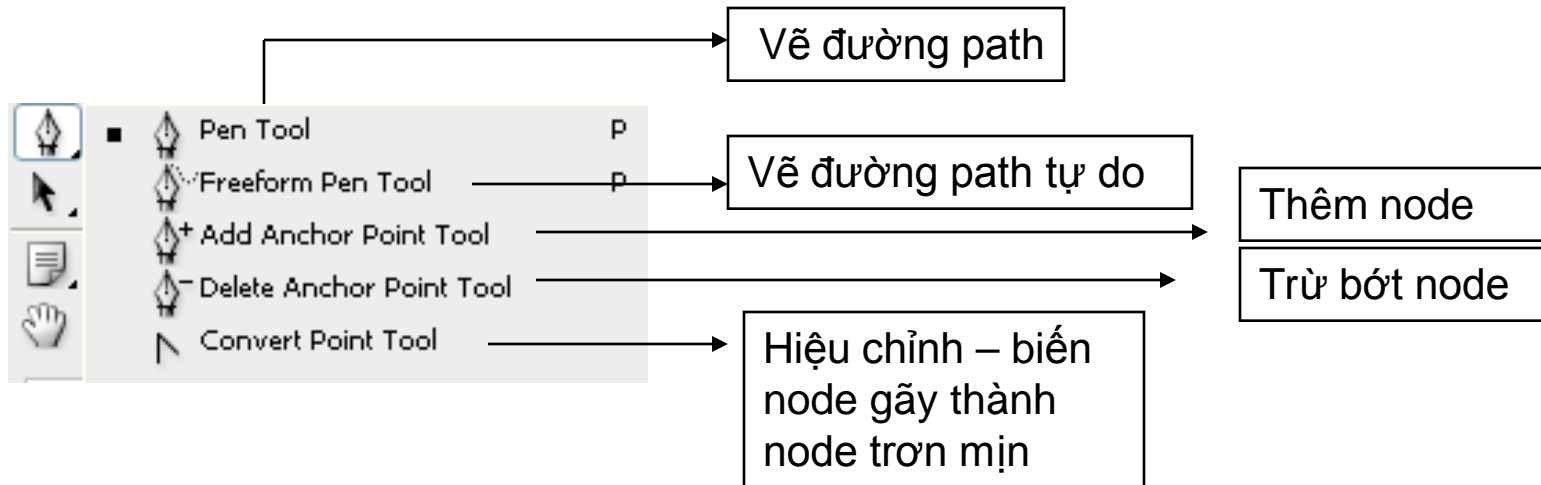 Vẽ đường path
Pen Tool P
Freeform Pen Tool P
Vẽ đường path tự do
Add Anchor Point Tool
Thêm node
Delete Anchor Point Tool
Trừ bớt node
Convert Point Tool
Hiệu chỉnh – biến
node gãy thành
node trơn mịn